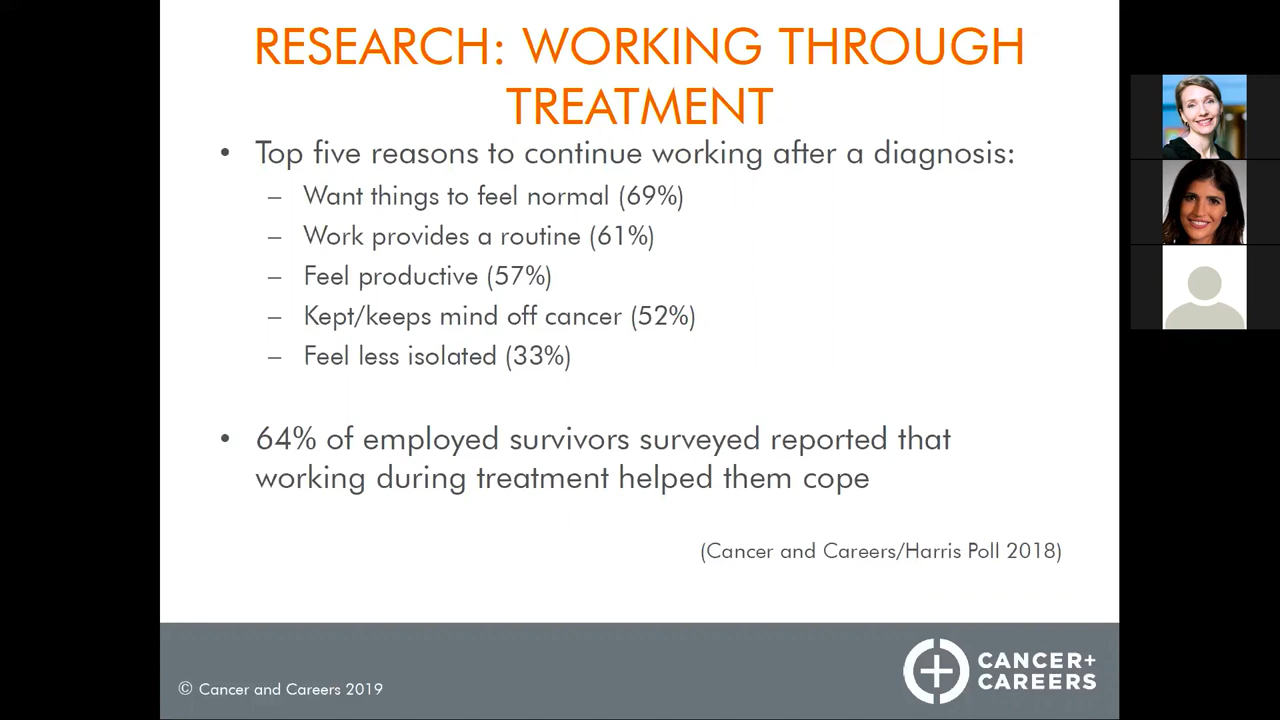 RESEARCH: WORKING THROUGH
TREATMENT
• Top five reasons to continue working after a diagnosis:
– Want things to feel normal (69%)
– Work provides a routine (61%)
– Feel productive (57%)
– Kept/keeps mind off cancer (52%)
– Feel less isolated (33%)
• 64% of employed survivors surveyed reported that
working during treatment helped them cope
(Cancer and Careers/Harris Poll 2018)
© Cancer and Careers 2019
CANCER+
CAREERS